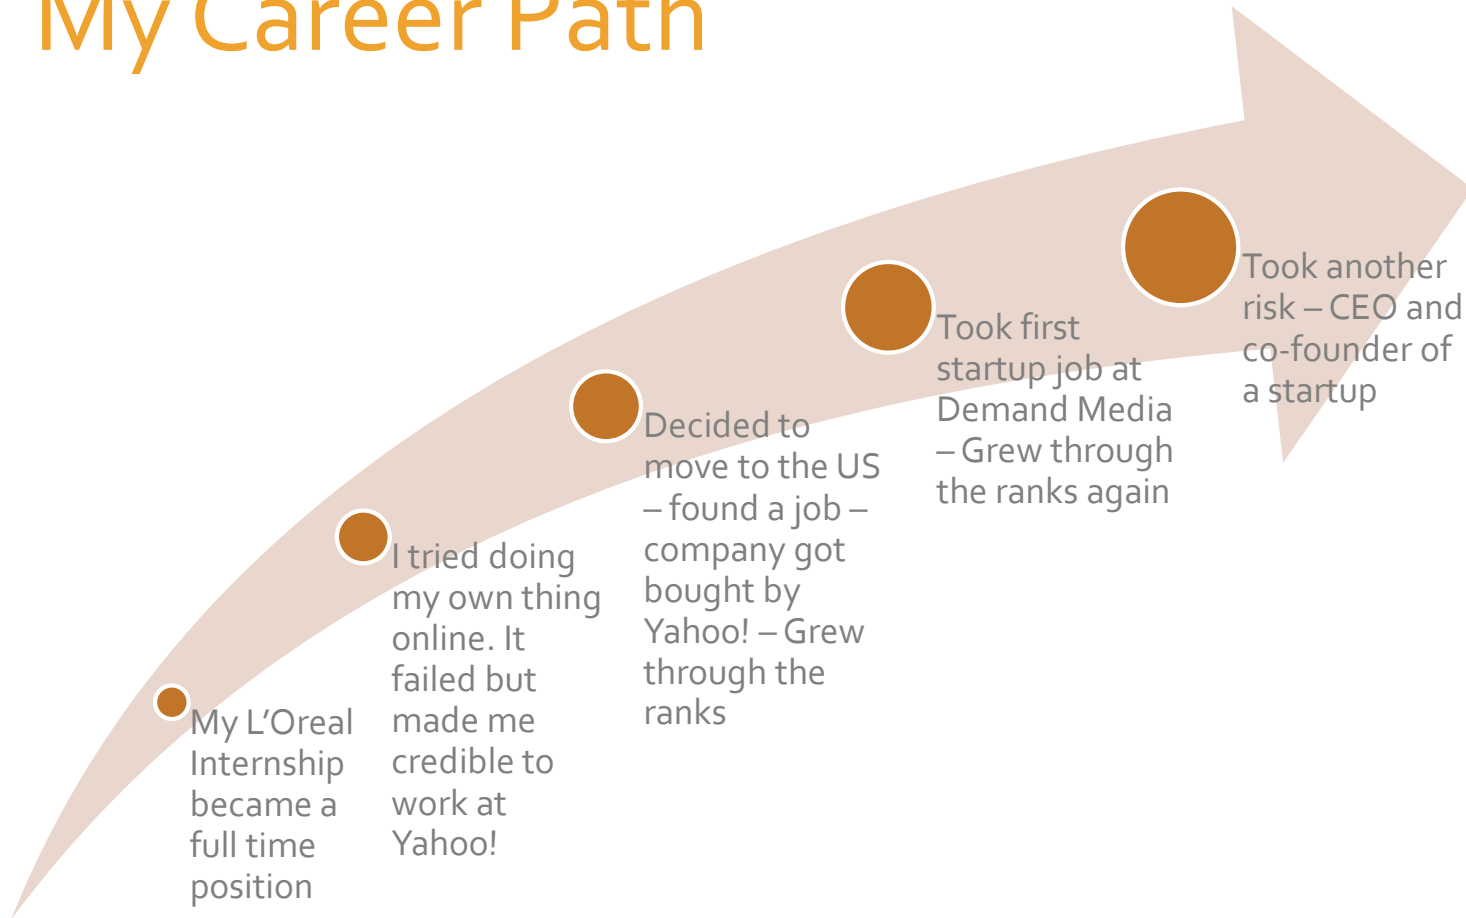 My Career Path
My L’Oreal
Internship
became a
full time
position
I tried doing
my own thing
online. It
failed but
made me
credible to
work at
Yahoo!
Decided to
move to the US
– found a job –
company got
bought by
Yahoo! – Grew
through the
ranks
Took first
startup job at
Demand Media
– Grew through
the ranks again
Took another
risk – CEO and
co-founder of
a startup